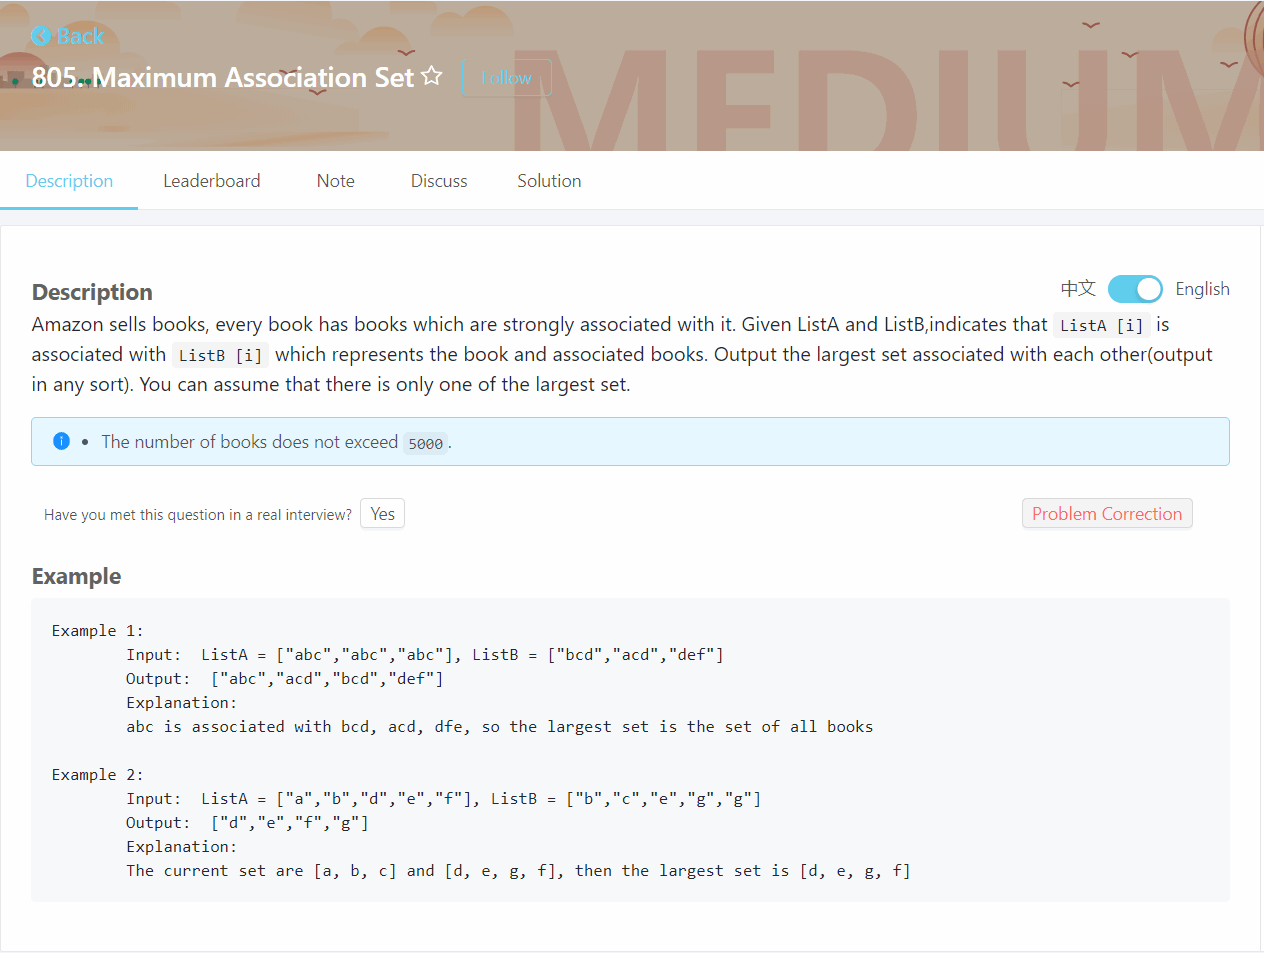 Back
805. Maximum Association Set
Follow
MEDIUM
Description
Leaderboard
Note
Discuss
Solution
Description
中文
English
Amazon sells books, every book has books which are strongly associated with it. Given ListA and ListB,indicates that ListA [i] is
associated with ListB [i] which represents the book and associated books. Output the largest set associated with each other(output
in any sort). You can assume that there is only one of the largest set.
• The number of books does not exceed 5000.
Have you met this question in a real interview? Yes
Problem Correction
Example
Example 1:
Input:  ListA = ["abc","abc","abc"], ListB = ["bcd","acd","def"]
Output:  ["abc","acd","bcd","def"]
Explanation:
abc is associated with bcd, acd, dfe, so the largest set is the set of all books
Example 2:
Input:  ListA = ["a","b","d","e","f"], ListB = ["b","c","e","g","g"]
Output:  ["d","e","f","g"]
Explanation:
The current set are [a, b, c] and [d, e, g, f], then the largest set is [d, e, g, f]